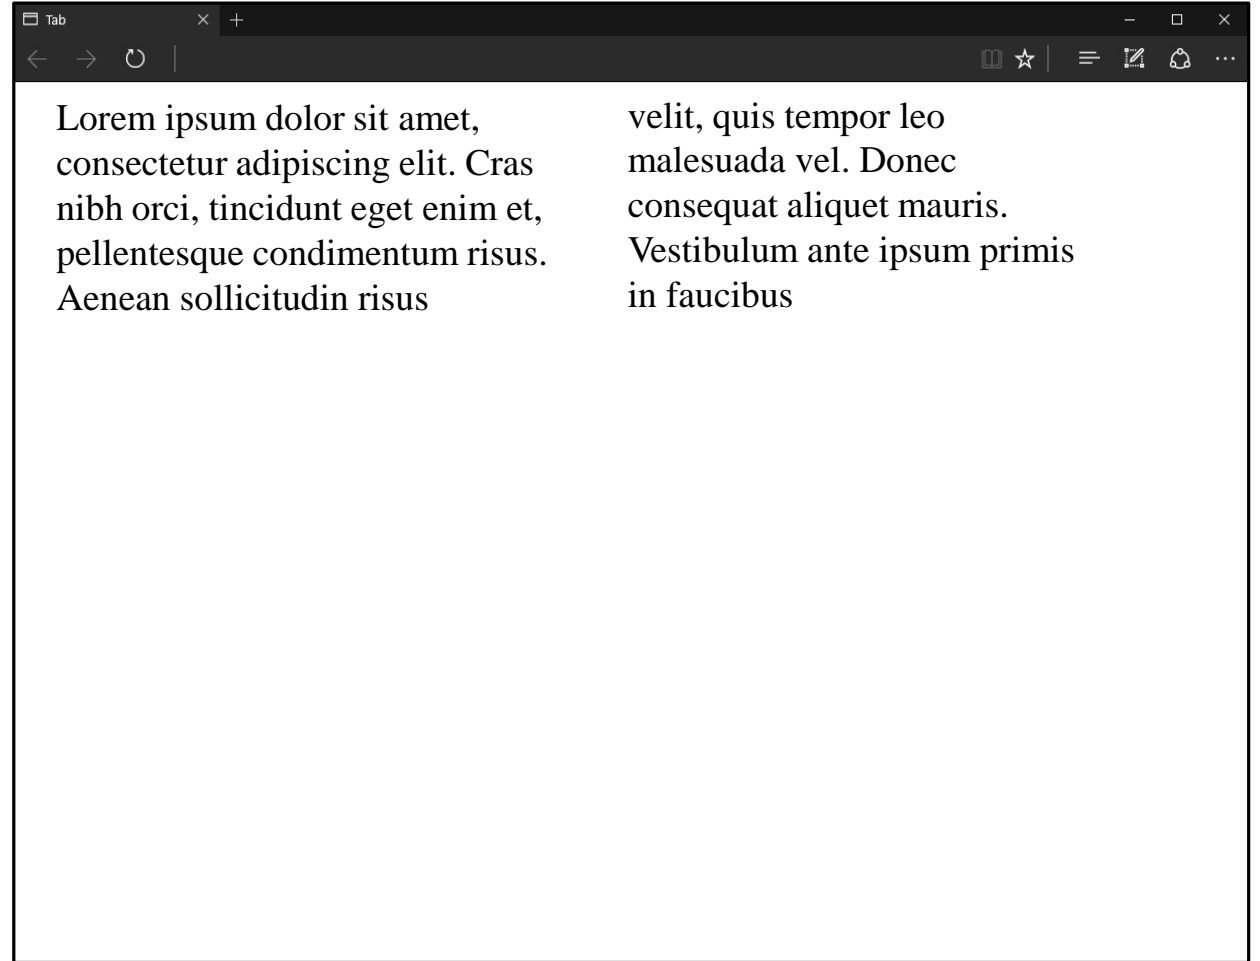 Tab
Lorem ipsum dolor sit amet,
consectetur adipiscing elit. Cras
nibh orci, tincidunt eget enim et,
pellentesque condimentum risus.
Aenean sollicitudin risus
velit, quis tempor leo
malesuada vel. Donec
consequat aliquet mauris.
Vestibulum ante ipsum primis
in faucibus